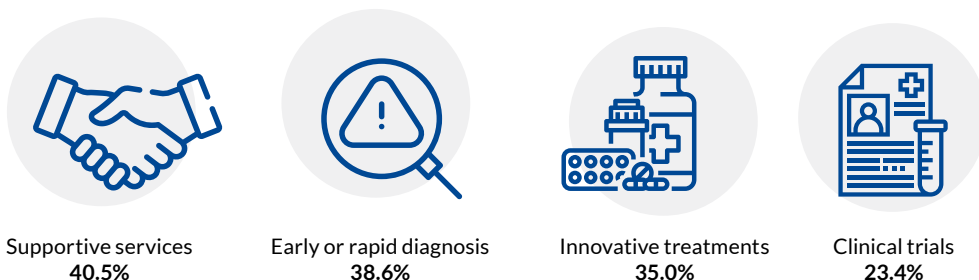 Supportive services
40.5%
Early or rapid diagnosis
38.6%
Innovative treatments
35.0%
Clinical trials
23.4%